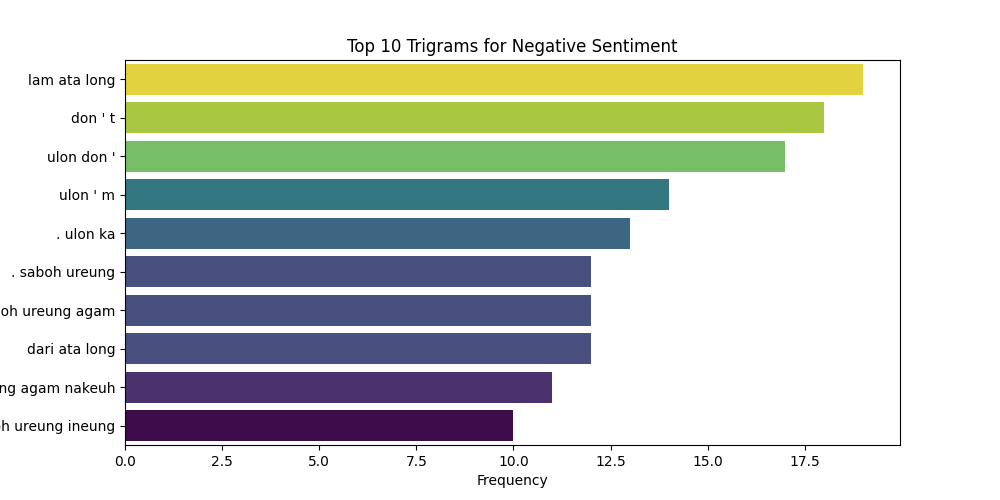 Top 10 Trigrams for Negative Sentiment
lam ata long
don ' t
ulon don '
ulon ' m
. ulon ka
. saboh ureung
oh ureung agam
dari ata long
ng agam nakeuh
h ureung ineung
0.0 2.5 5.0 7.5 10.0 12.5 15.0 17.5
Frequency